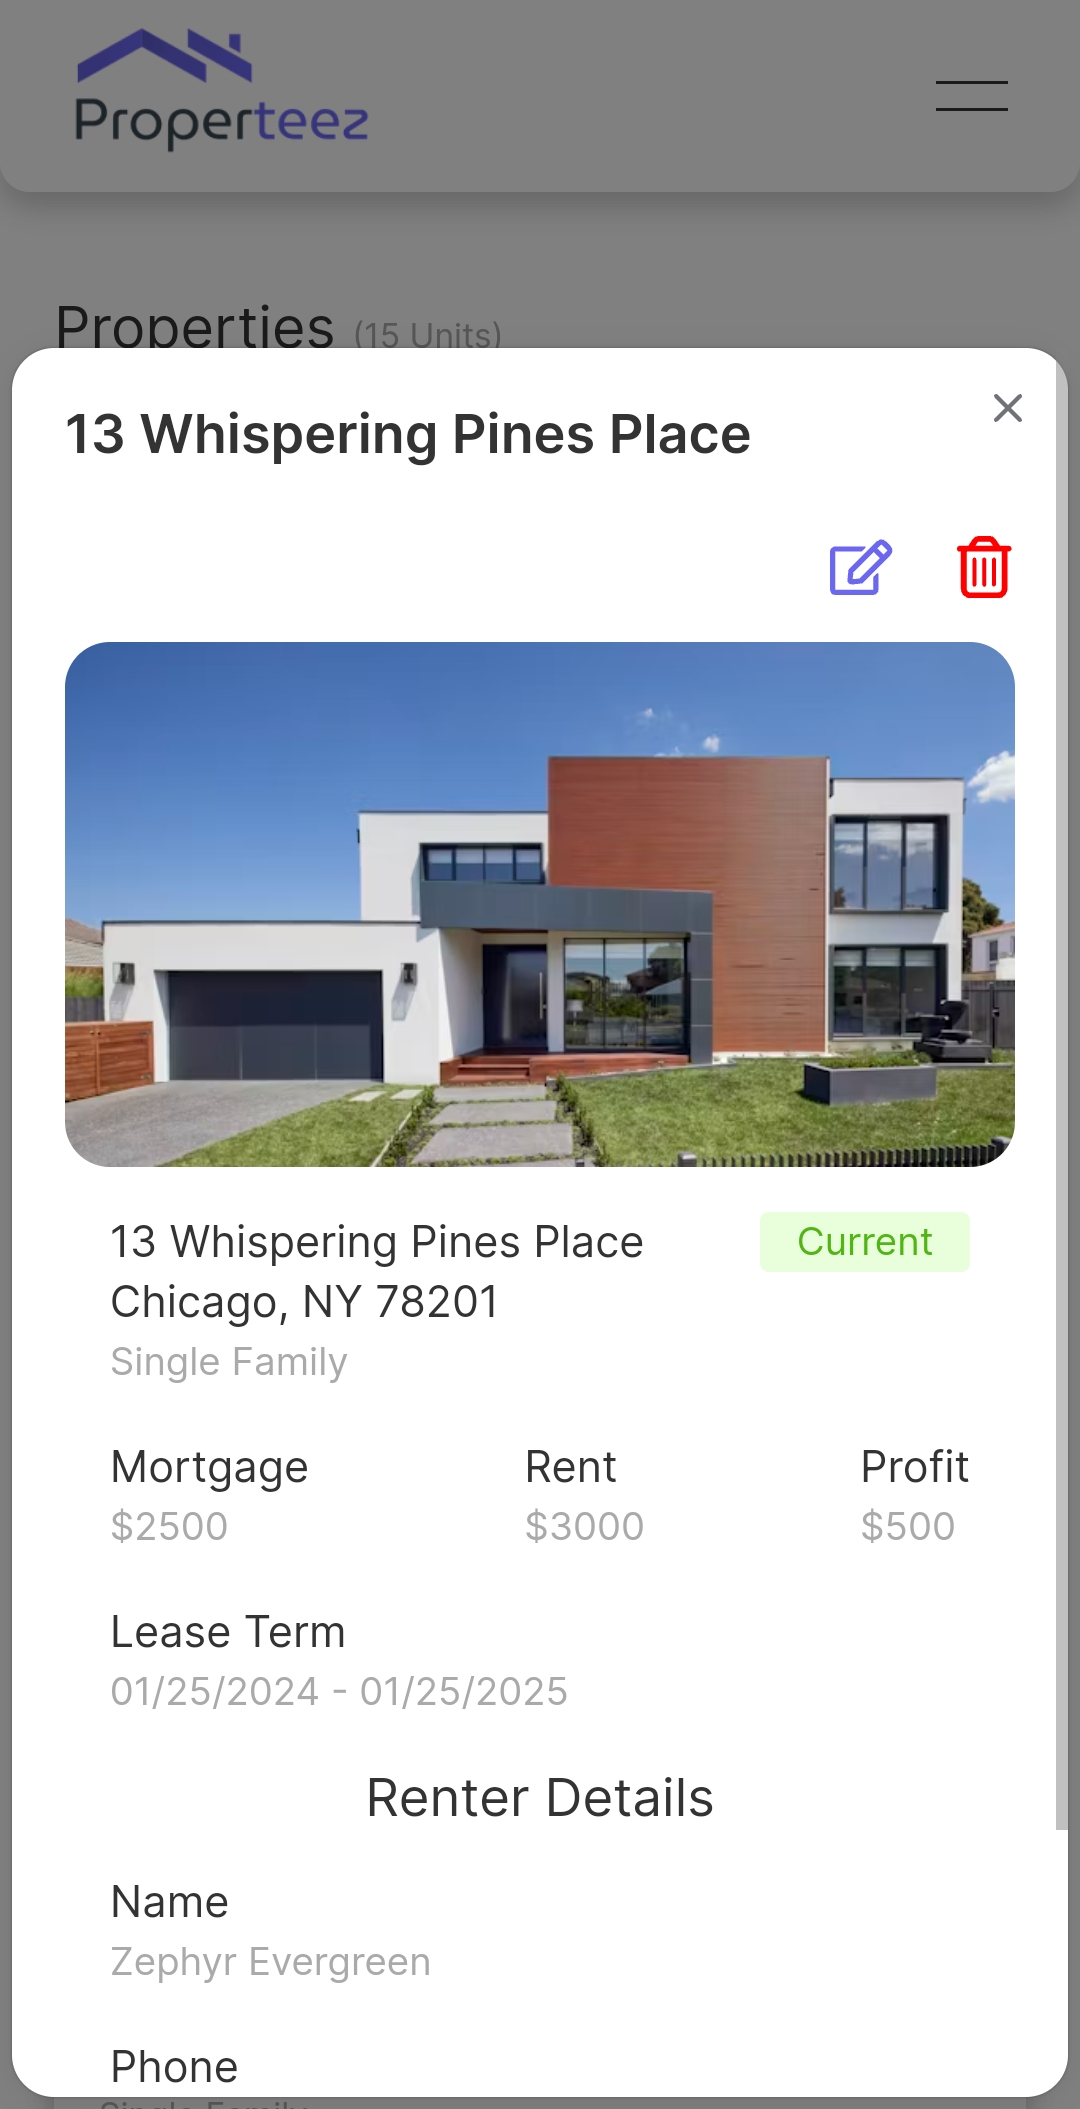 Properteez
Properties (15 Units)
13 Whispering Pines Place
13 Whispering Pines Place
Current
Chicago, NY 78201
Single Family
Mortgage Rent Profit
$2500 $3000 $500
Lease Term
01/25/2024 - 01/25/2025
Renter Details
Name
Zephyr Evergreen
Phone
Single Family